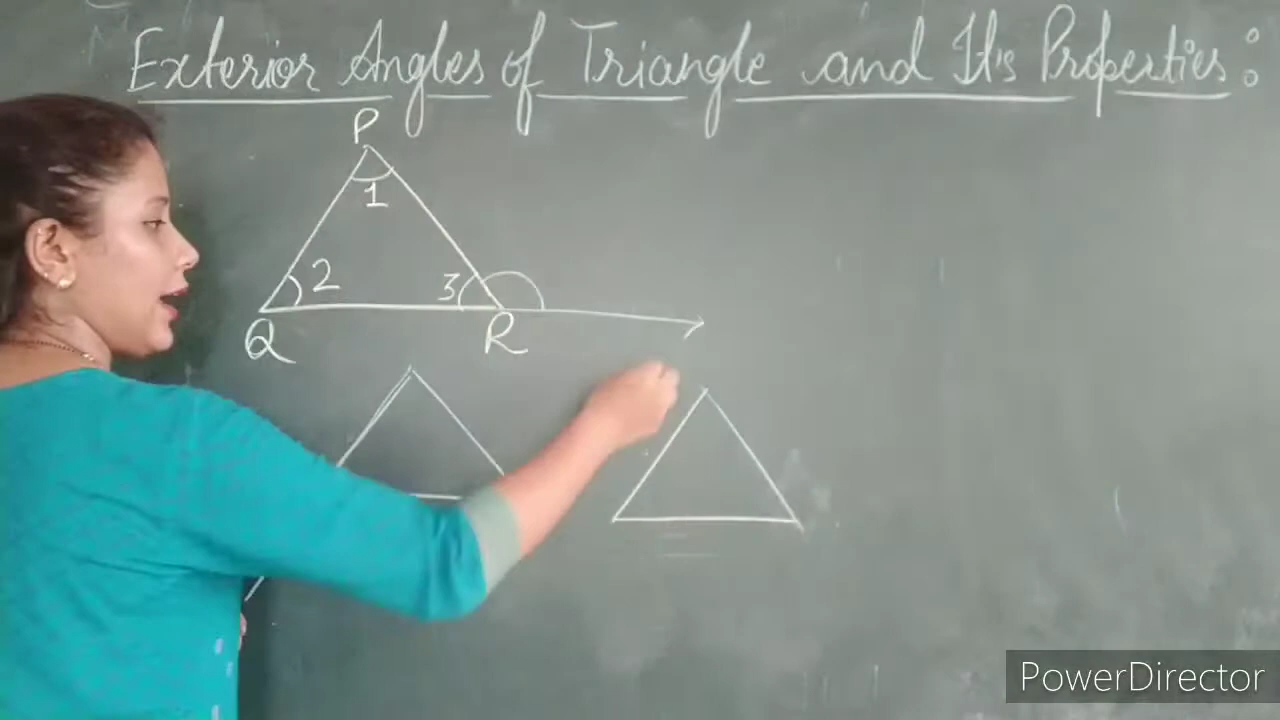 Exterior Angles of Triangle and It's Properties:
P
1
2
3
Q
R
PowerDirector